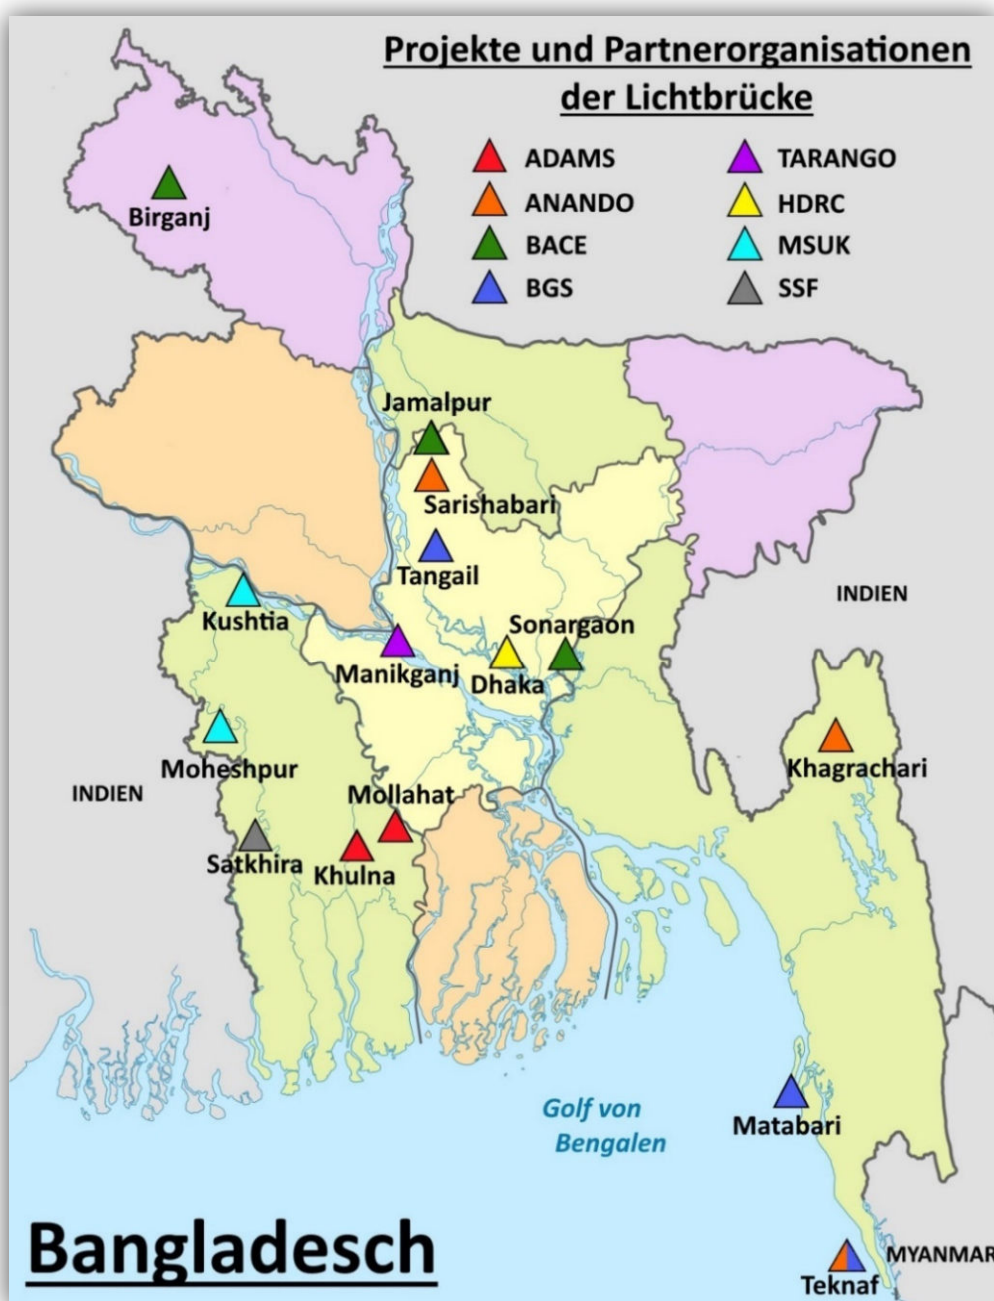 Projekte und Partnerorganisationen
der Lichtbrücke
ADAMS
ANANDO
BACE
BGS
TARANGO
HDRC
MSUK
SSF
Birganj
Jamalpur
Sarishabari
Tangail
INDIEN
Kushtia
Sonargaon
Manikganj
Dhaka
Moheshpur
Khagrachari
INDIEN
Mollahat
Satkhira
Khulna
Golf von
Bengalen
Matabari
Bangladesch
MYANMAR
Teknaf